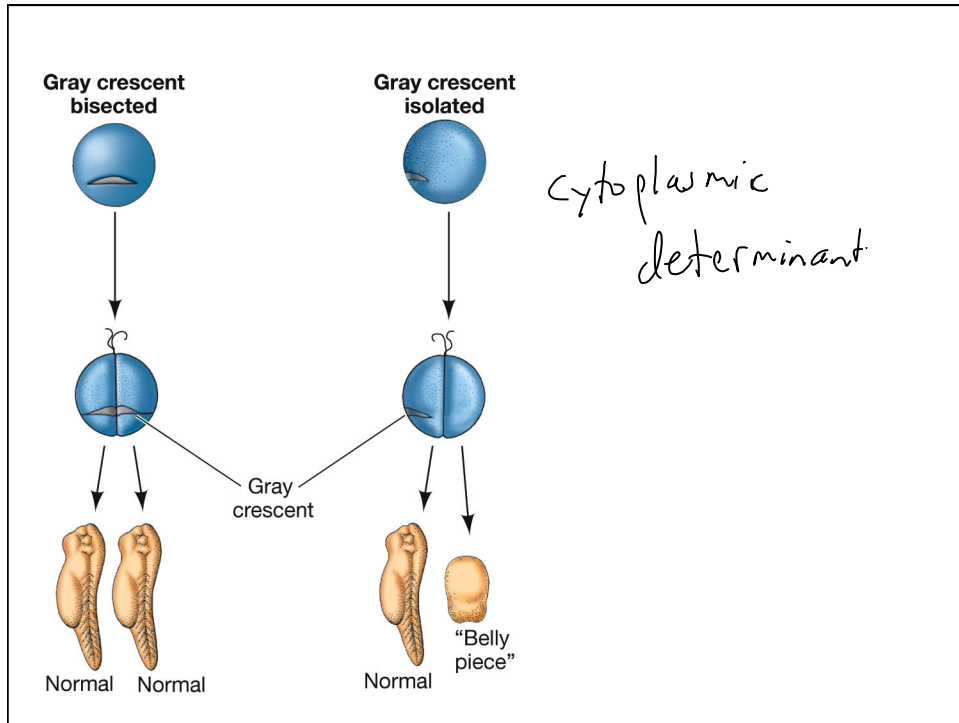 Gray crescent
bisected
Gray crescent
isolated
cytoplasmic
determinant
Gray
crescent
Normal
Normal
Normal
“Belly
piece”